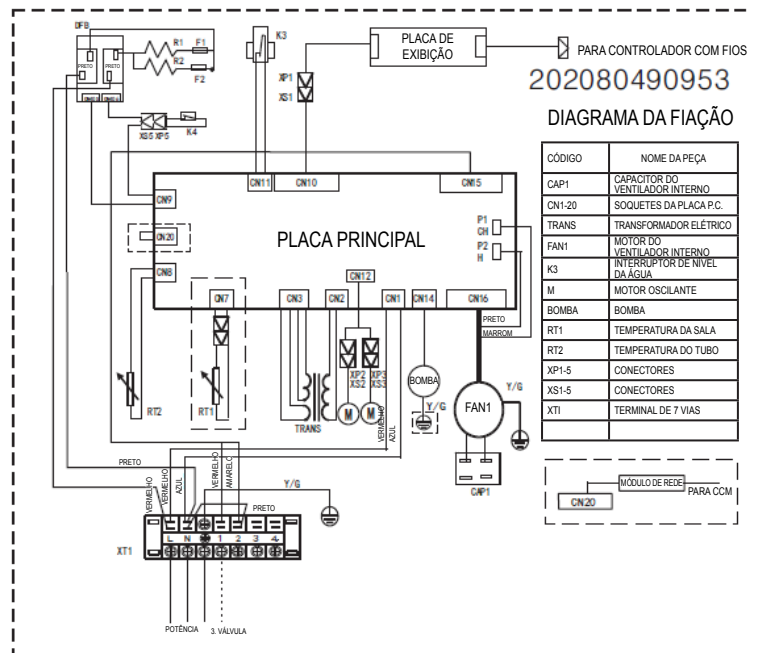 DFB
PRETO
PRETO
R1
F1
R2
F2
XS5 XP5
K4
K3
XP1
XS1
PLACA DE
EXIBIÇÃO
PARA CONTROLADOR COM FIOS
202080490953
DIAGRAMA DA FIAÇÃO
CÓDIGO
NOME DA PEÇA
CAP1
CAPACITOR DO
VENTILADOR INTERNO
CN1-20
SOQUETES DA PLACA P.C.
TRANS
TRANSFORMADOR ELÉTRICO
FAN1
MOTOR DO
VENTILADOR INTERNO
K3
INTERRUPTOR DE NIVEL
DA ÁGUA
M
MOTOR OSCILANTE
BOMBA
BOMBA
RT1
TEMPERATURA DA SALA
RT2
TEMPERATURA DO TUBO
XP1-5
CONECTORES
XS1-5
CONECTORES
XTI
TERMINAL DE 7 VIAS
CN11
CN10
CN15
CN9
CN20
CN8
PLACA PRINCIPAL
P1
CH
P2
H
CN7
CN3
CN2
CN12
CN1
CN14
CN16
PRETO
MARROM
RT2
RT1
TRANS
XP2
XS2
XP3
XS3
M
M
VERMELHO
AZUL
BOMBA
Y/G
FAN1
Y/G
CAP1
PRETO
VERMELHO
VERMELHO
AZUL
VERMELHO
AMARELO
Y/G
PRETO
XT1
L
N
1
2
3
4
POTÊNCIA
3. VÁLVULA
MÓDULO DE REDE
PARA CCM
CN20